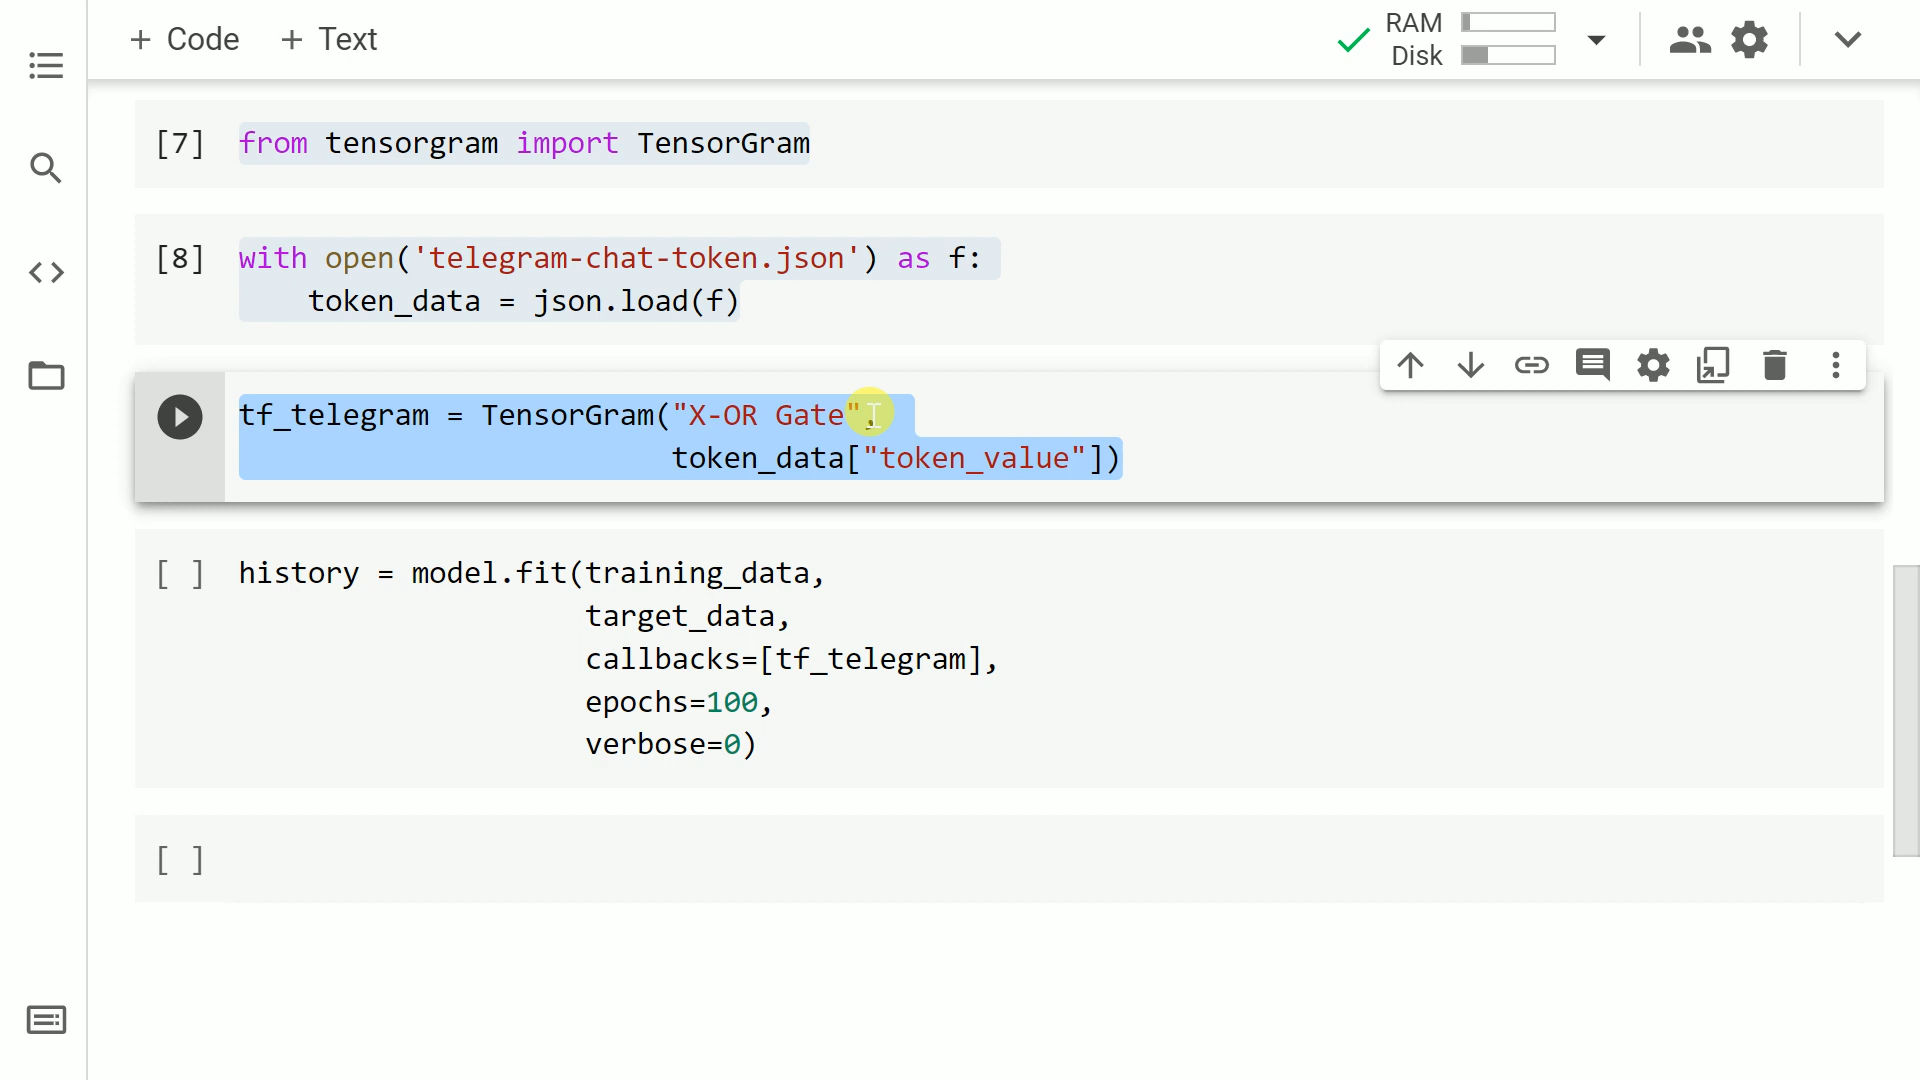 + Code + Text
RAM
Disk
[7] from tensorgram import TensorGram
[8] with open('telegram-chat-token.json') as f:
token_data = json.load(f)
tf_telegram = TensorGram("X-OR Gate",
token_data["token_value"])
[ ] history = model.fit(training_data,
target_data,
callbacks=[tf_telegram],
epochs=100,
verbose=0)
[ ]